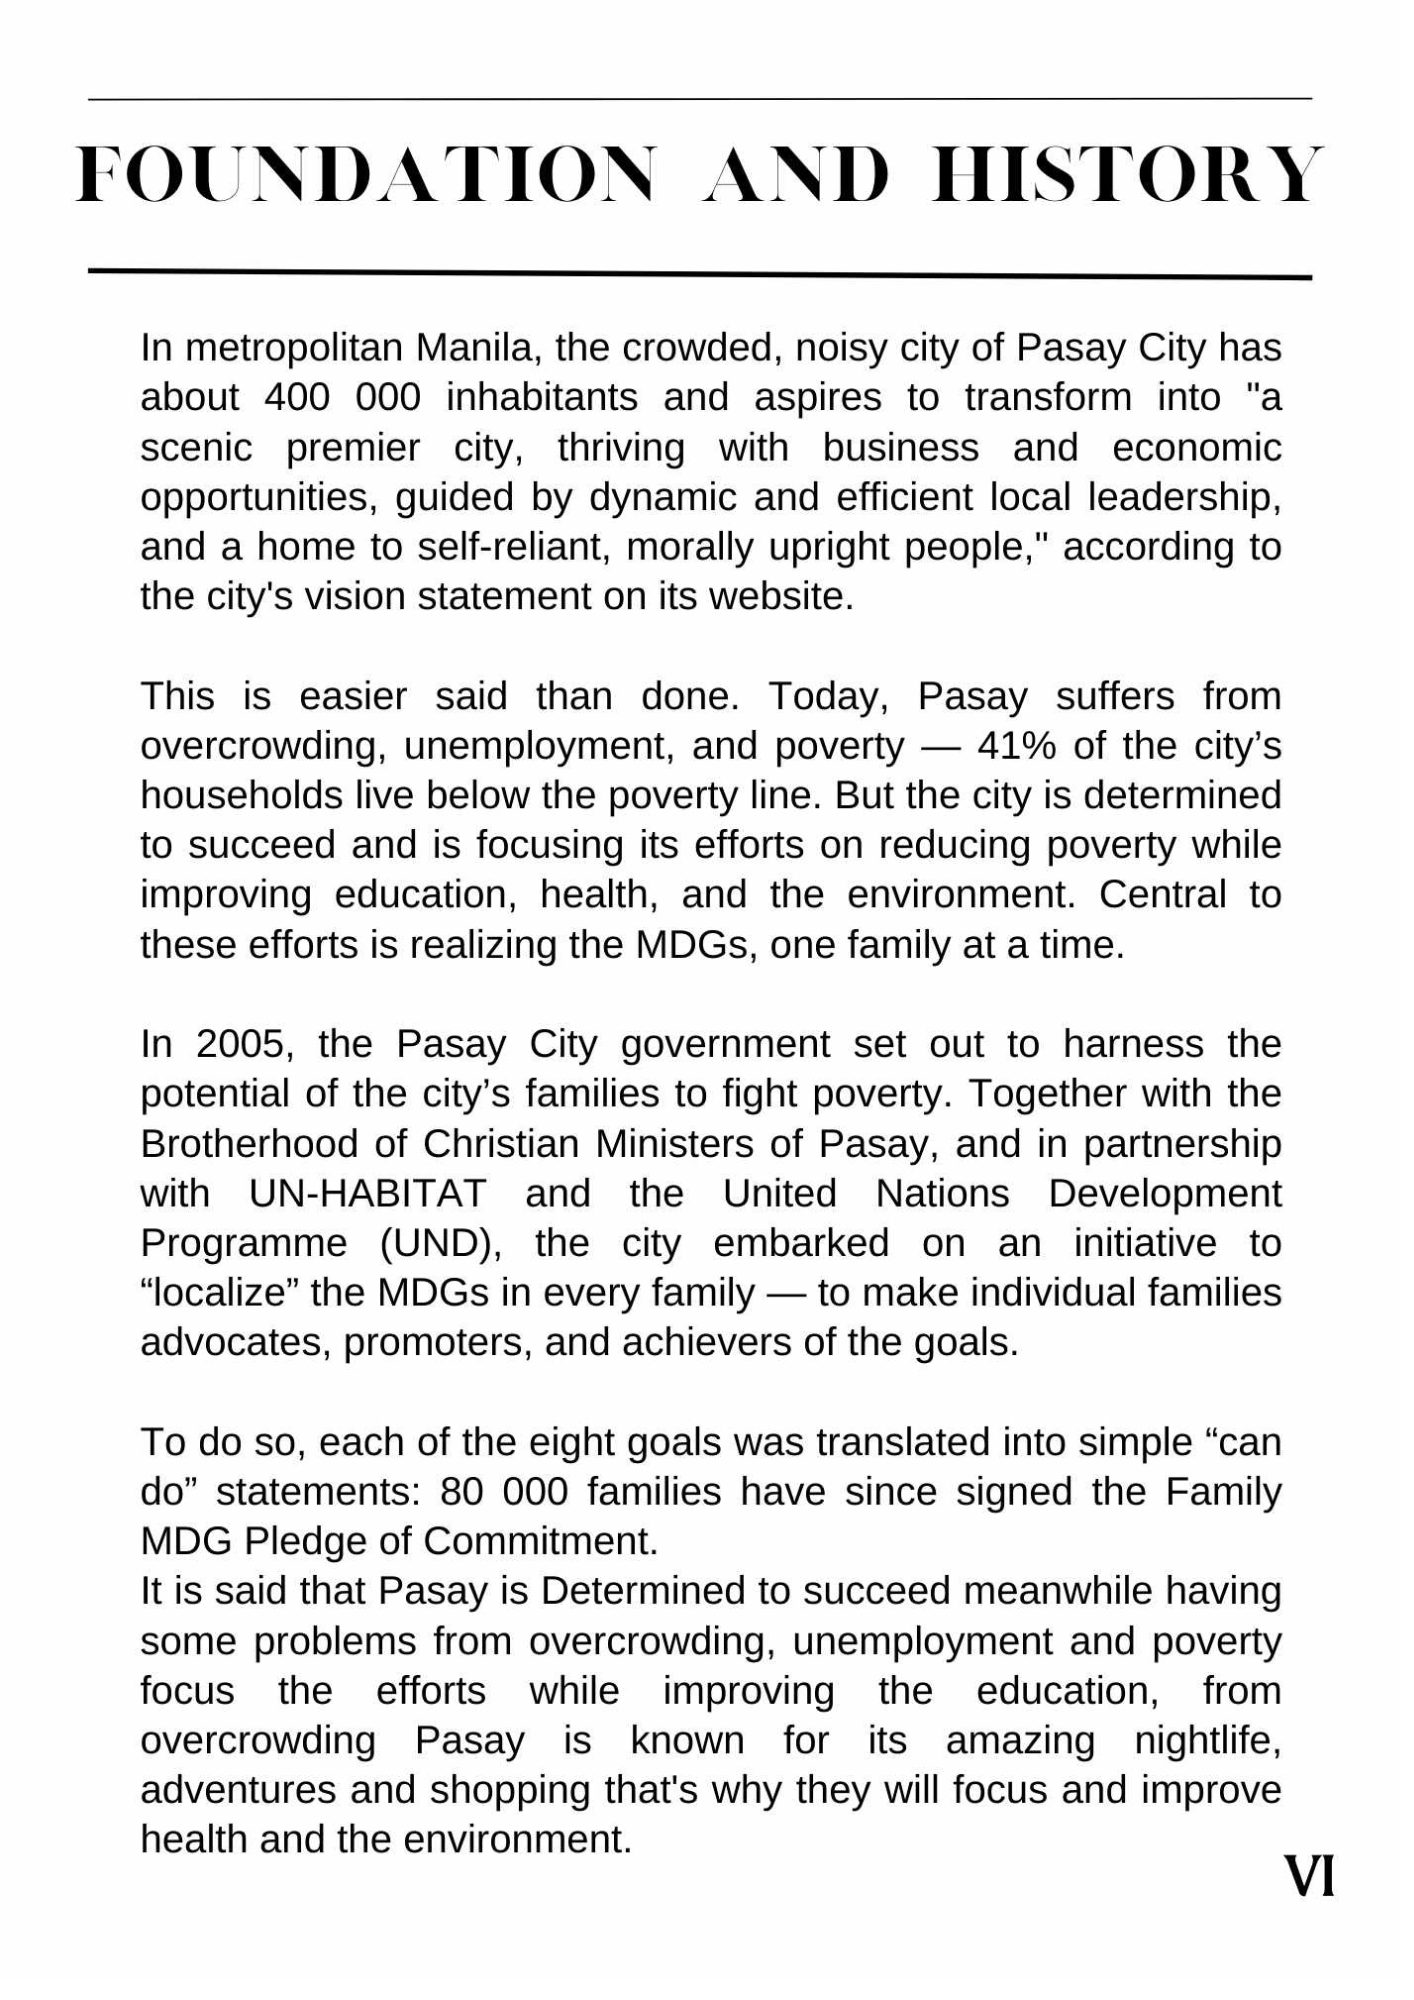 FOUNDATION AND HISTORY
In metropolitan Manila, the crowded, noisy city of Pasay City has
about 400 000 inhabitants and aspires to transform into "a
scenic premier city, thriving with business and economic
opportunities, guided by dynamic and efficient local leadership,
and a home to self-reliant, morally upright people," according to
the city's vision statement on its website.
This is easier said than done. Today, Pasay suffers from
overcrowding, unemployment, and poverty — 41% of the city’s
households live below the poverty line. But the city is determined
to succeed and is focusing its efforts on reducing poverty while
improving education, health, and the environment. Central to
these efforts is realizing the MDGs, one family at a time.
In 2005, the Pasay City government set out to harness the
potential of the city’s families to fight poverty. Together with the
Brotherhood of Christian Ministers of Pasay, and in partnership
with UN-HABITAT and the United Nations Development
Programme (UND), the city embarked on an initiative to
“localize” the MDGs in every family — to make individual families
advocates, promoters, and achievers of the goals.
To do so, each of the eight goals was translated into simple “can
do” statements: 80 000 families have since signed the Family
MDG Pledge of Commitment.
It is said that Pasay is Determined to succeed meanwhile having
some problems from overcrowding, unemployment and poverty
focus the efforts while improving the education, from
overcrowding Pasay is known for its amazing nightlife,
adventures and shopping that's why they will focus and improve
health and the environment.
VI